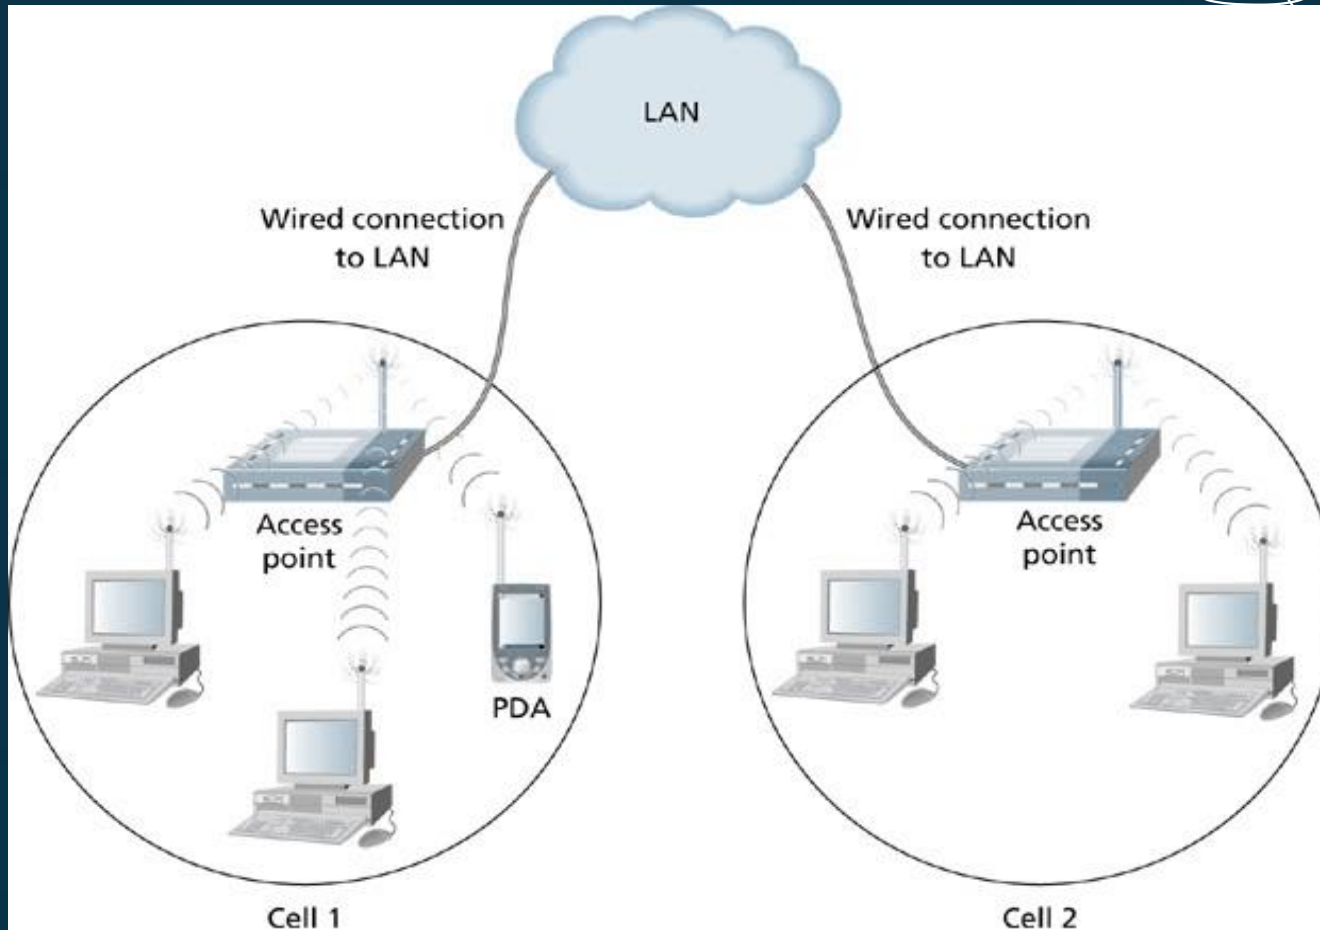 LAN
Wired connection
to LAN
Wired connection
to LAN
Access
point
PDA
Access
point
Cell 1
Cell 2